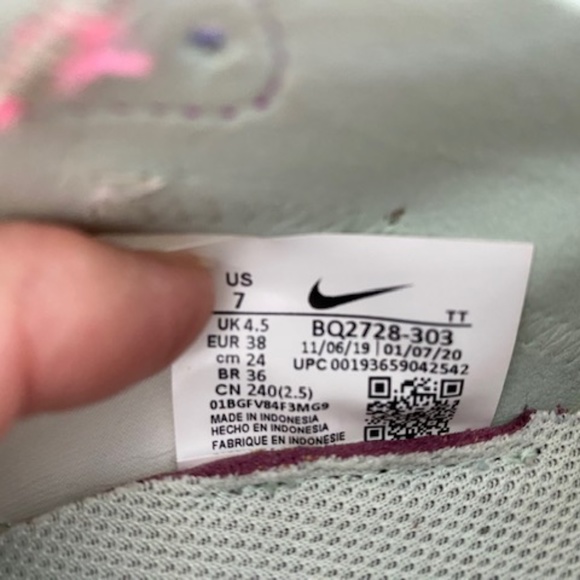 US
7
TT
UK 4.5
EUR 38
cm 24
BR 36
CN 240(2.5)
BQ2728-303
11/06/19 | 01/07/20
UPC 00193659042542
01BGFV84F3MG9
MADE IN INDONESIA
HECHO EN INDONESIA
FABRIQUE EN INDONESIE